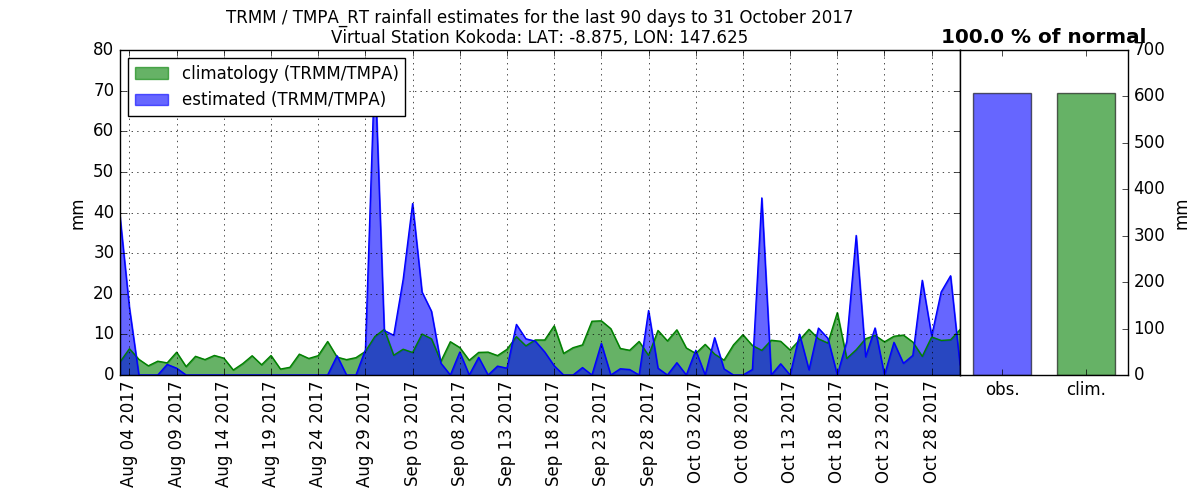 TRMM / TMPA_RT rainfall estimates for the last 90 days to 31 October 2017
Virtual Station Kokoda: LAT: -8.875, LON: 147.625
100.0 % of normal
climatology (TRMM/TMPA)
estimated (TRMM/TMPA)
80
70
60
50
40
30
20
10
0
mm
Aug 04 2017
Aug 09 2017
Aug 14 2017
Aug 19 2017
Aug 24 2017
Aug 29 2017
Sep 03 2017
Sep 08 2017
Sep 13 2017
Sep 18 2017
Sep 23 2017
Sep 28 2017
Oct 03 2017
Oct 08 2017
Oct 13 2017
Oct 18 2017
Oct 23 2017
Oct 28 2017
700
600
500
400
300
200
100
0
mm
obs.
clim.